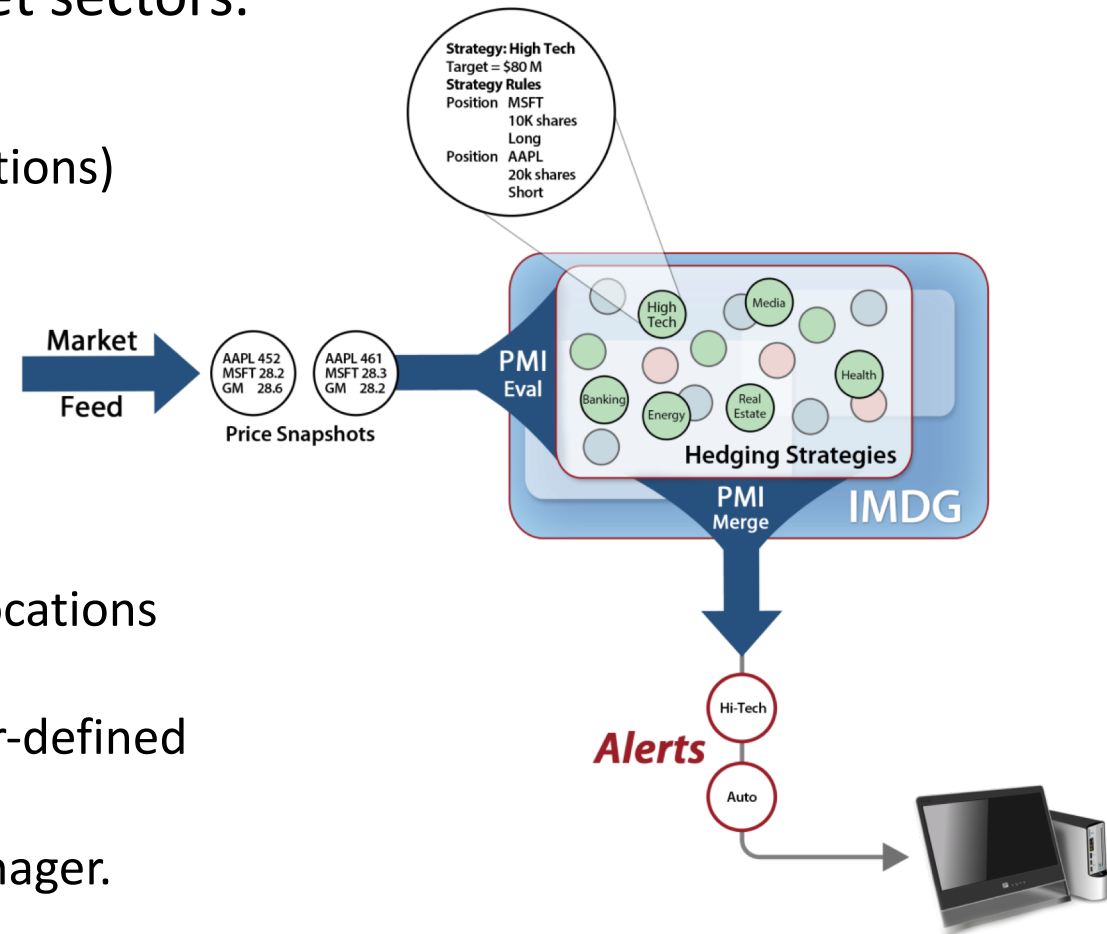 et sectors.
Strategy: High Tech
Target = $80 M
Strategy Rules
Position MSFT
10K shares
Long
Position AAPL
20k shares
Short
tions)
Market
Feed
AAPL 452
MSFT 28.2
GM 28.6
AAPL 461
MSFT 28.3
GM 28.2
Price Snapshots
PMI
Eval
High
Tech
Media
Health
Banking
Energy
Real
Estate
Hedging Strategies
PMI
Merge
IMDG
ocations
r-defined
nager.
Hi-Tech
Alerts
Auto